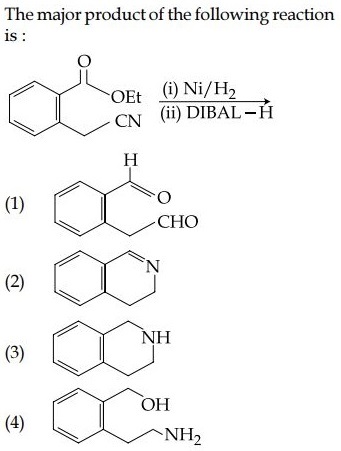 The major product of the following reaction
is :
O
OEt
CN
(i) Ni/H₂
(ii) DIBAL – H
(1)
H
O
CHO
(2)
N
(3)
NH
(4)
OH
NH₂